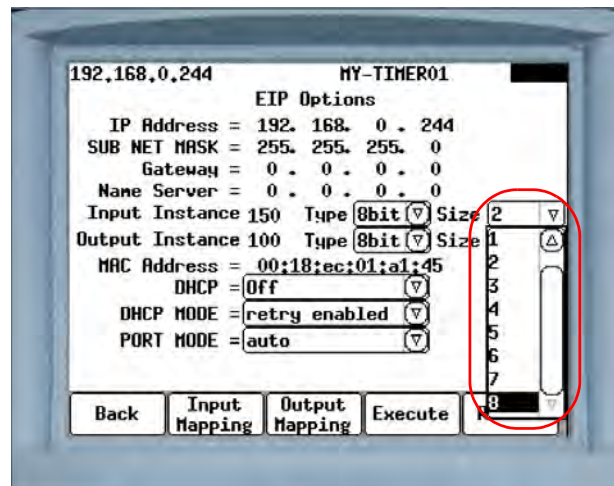 192.168.0.244 MY-TIMER01
EIP Options
IP Address = 192. 168. 0 . 244
SUB NET MASK = 255. 255. 255. 0
Gateway = 0 . 0 . 0 . 0
Name Server = 0 . 0 . 0 . 0
Input Instance 150 Type 8bit Size 2
Output Instance 100 Type 8bit Size 1
MAC Address = 00:18:ec:01:a1:45 2
DHCP = Off 3
DHCP MODE = retry enabled 4
PORT MODE = auto 5
6
7
8
Back Input Mapping Output Mapping Execute